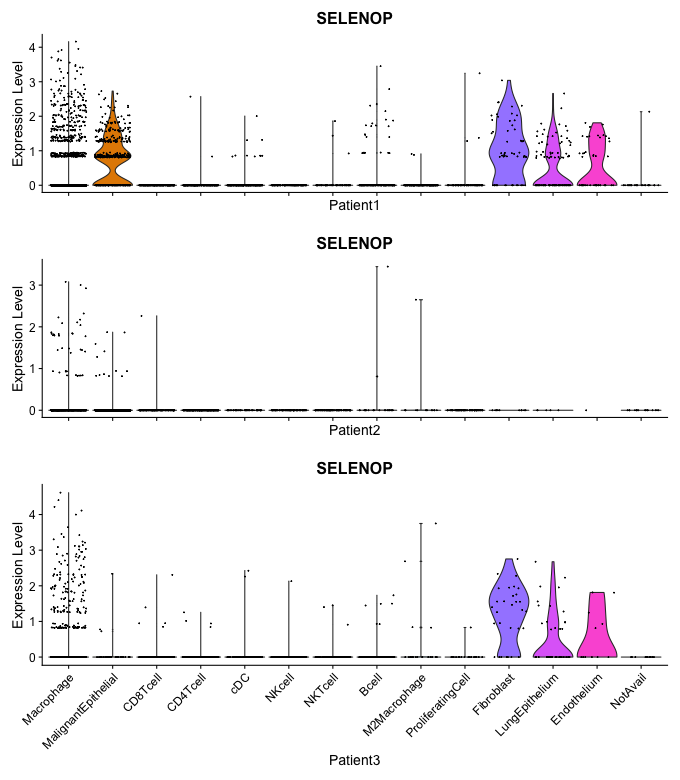 SELENOP
Expression Level
4
3
2
1
0
Patient1
SELENOP
Expression Level
3
2
1
0
Patient2
SELENOP
Expression Level
4
3
2
1
0
Macrophage
MalignantEpithelial
CD8Tcell
CD4Tcell
cDC
NKcell
NKTcell
Bcell
M2Macrophage
ProliferatingCell
Fibroblast
LungEpithelium
Endothelium
NotAvail
Patient3